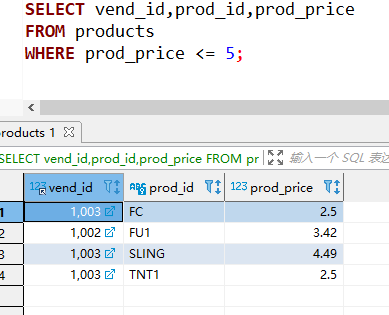 SELECT vend_id,prod_id,prod_price
FROM products
WHERE prod_price <= 5;
roducts 1
SELECT vend_id,prod_id,prod_price FROM pr 输入一个 SQL 表达
123 vend_id ABC prod_id 123 prod_price
1 1,003 FC 2.5
2 1,002 FU1 3.42
3 1,003 SLING 4.49
4 1,003 TNT1 2.5